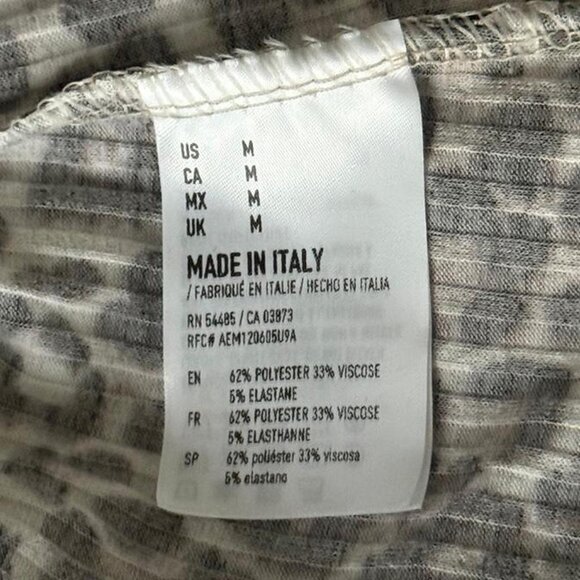 US M
CA M
MX M
UK M
MADE IN ITALY
/ FABRIQUÉ EN ITALIE / HECHO EN ITALIA
RN 54485 / CA 03873
RFC# AEM120605U9A
EN 62% POLYESTER 33% VISCOSE
5% ELASTANE
FR 62% POLYESTER 33% VISCOSE
5% ELASTHANNE
SP 62% poliéster 33% viscosa
5% elastano